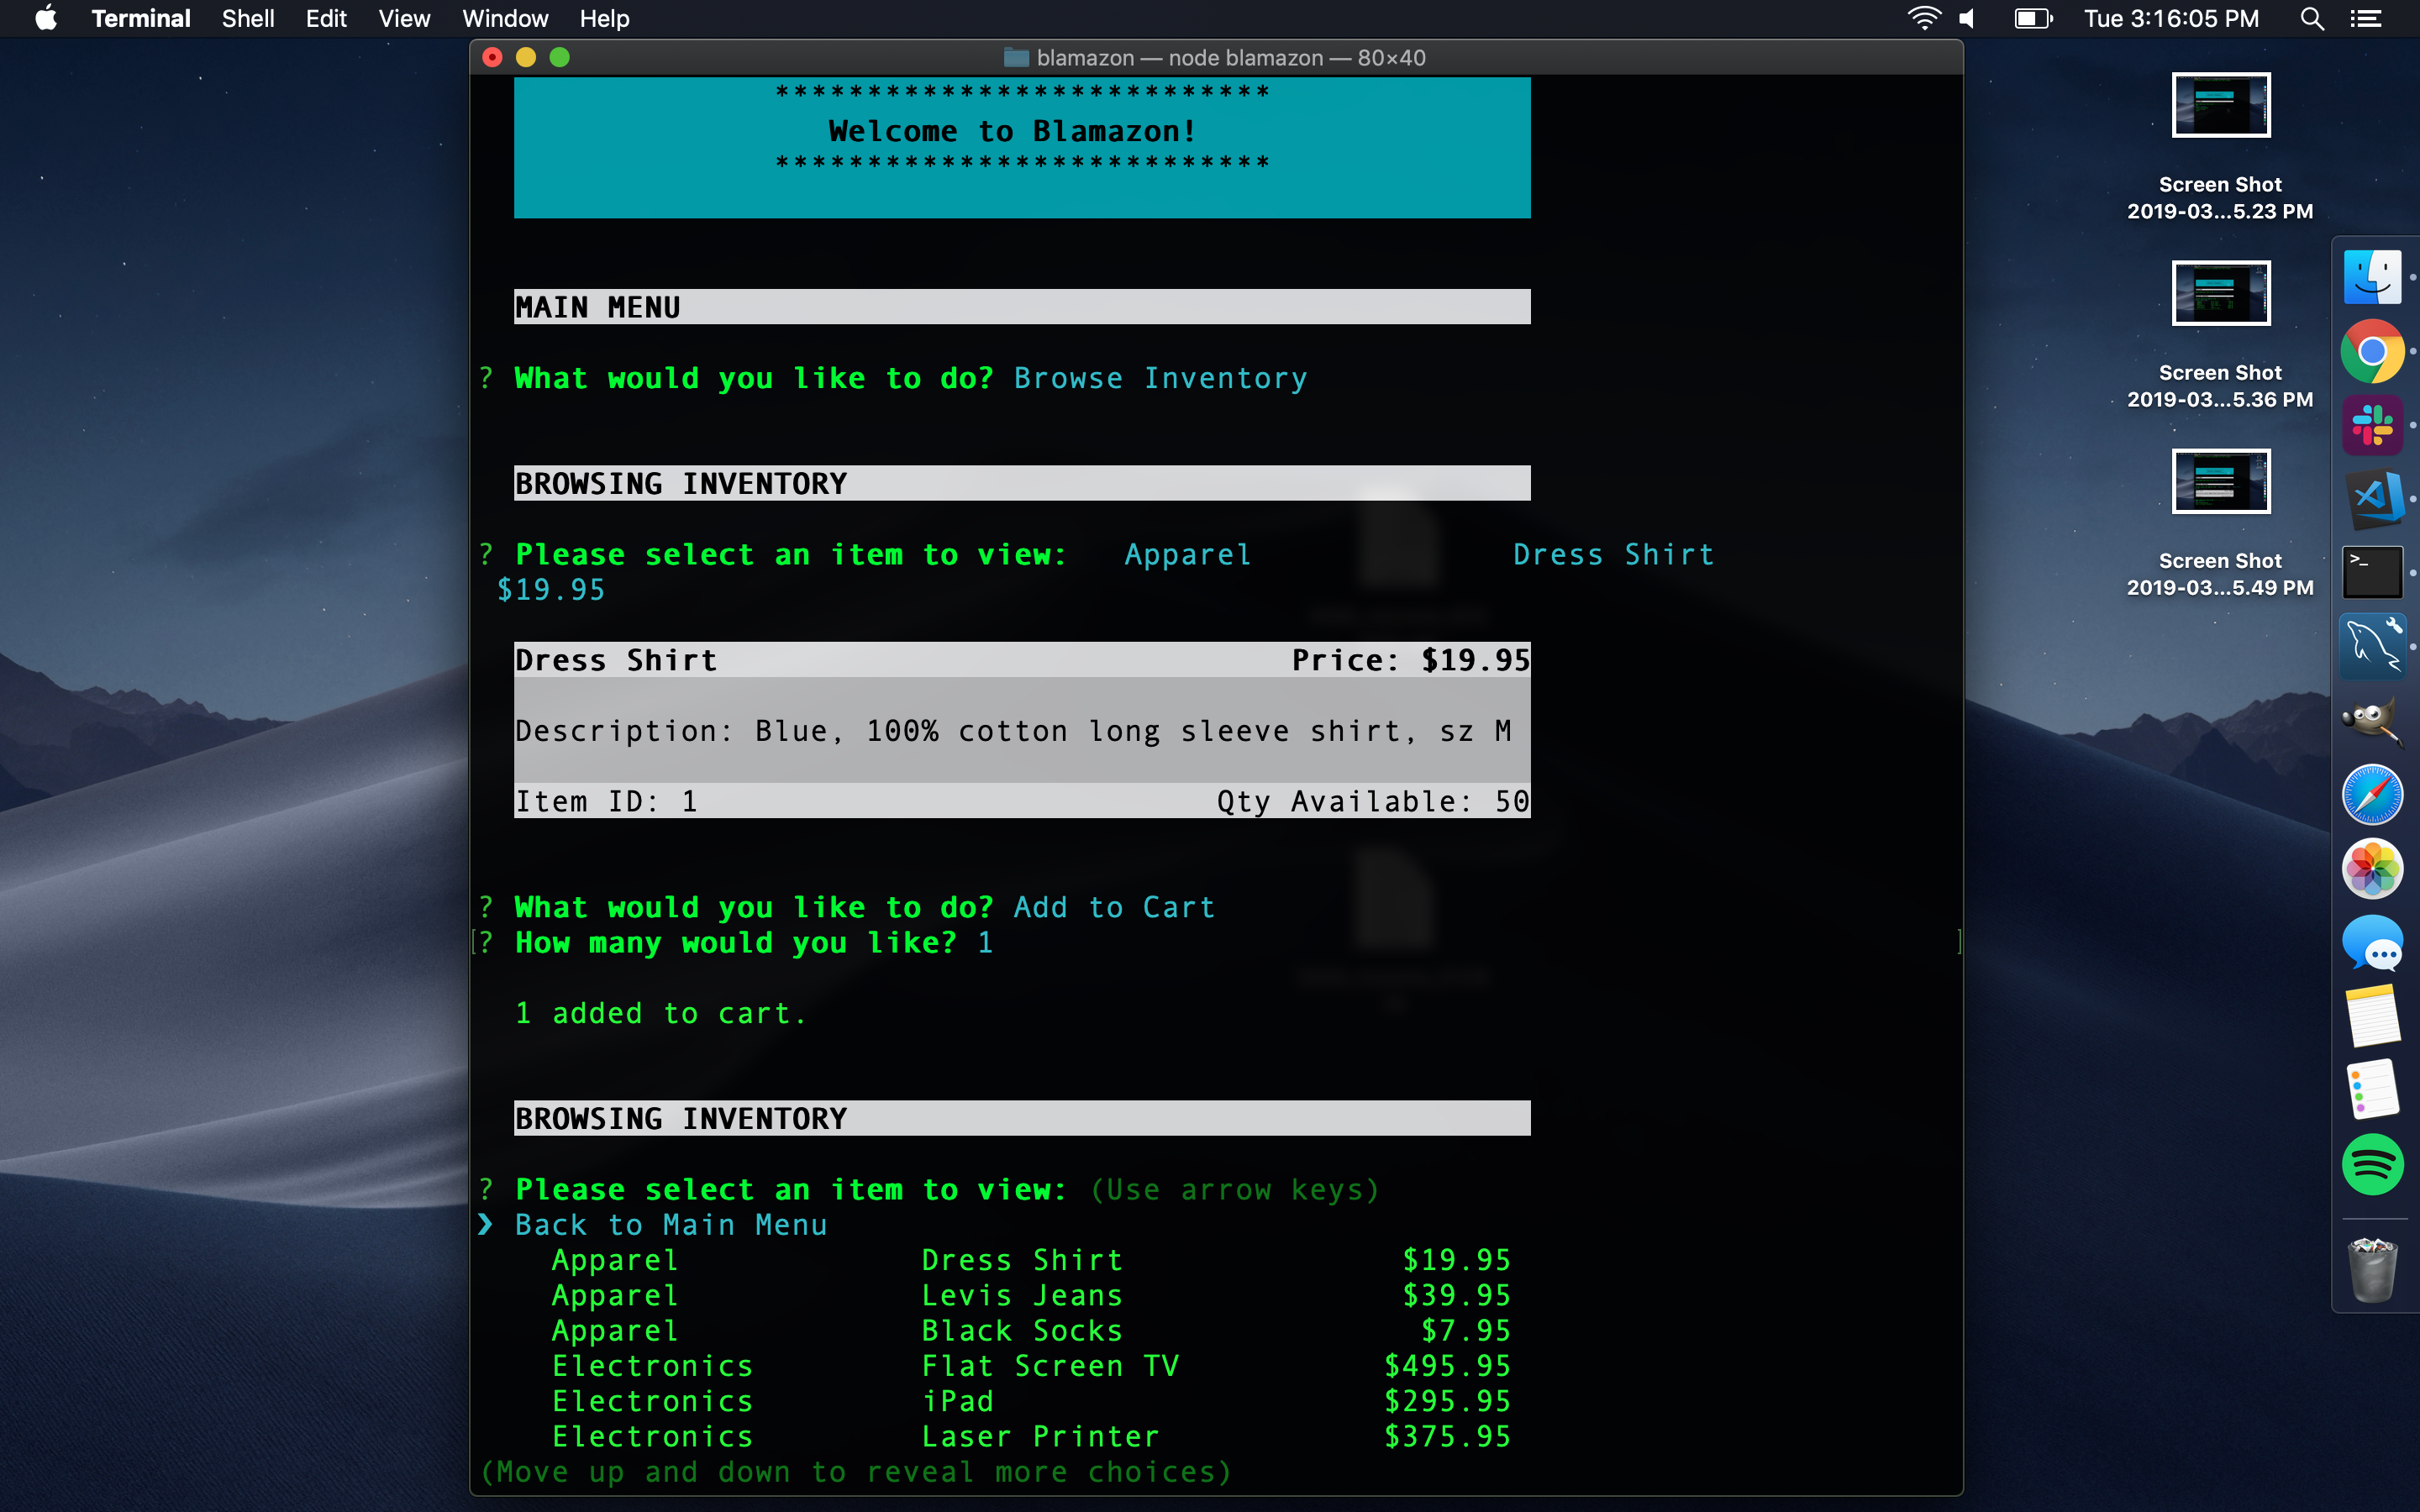 Terminal Shell Edit View Window Help Tue 3:16:05 PM
blamazon — node blamazon — 80×40
***************************
Welcome to Blamazon!
***************************
MAIN MENU
? What would you like to do? Browse Inventory
BROWSING INVENTORY
? Please select an item to view: Apparel Dress Shirt
$19.95
Dress Shirt Price: $19.95
Description: Blue, 100% cotton long sleeve shirt, sz M
Item ID: 1 Qty Available: 50
? What would you like to do? Add to Cart
[? How many would you like? 1 ]
1 added to cart.
BROWSING INVENTORY
? Please select an item to view: (Use arrow keys)
❯ Back to Main Menu
Apparel Dress Shirt $19.95
Apparel Levis Jeans $39.95
Apparel Black Socks $7.95
Electronics Flat Screen TV $495.95
Electronics iPad $295.95
Electronics Laser Printer $375.95
(Move up and down to reveal more choices)
Screen Shot
2019-03...5.23 PM
Screen Shot
2019-03...5.36 PM
Screen Shot
2019-03...5.49 PM
>_